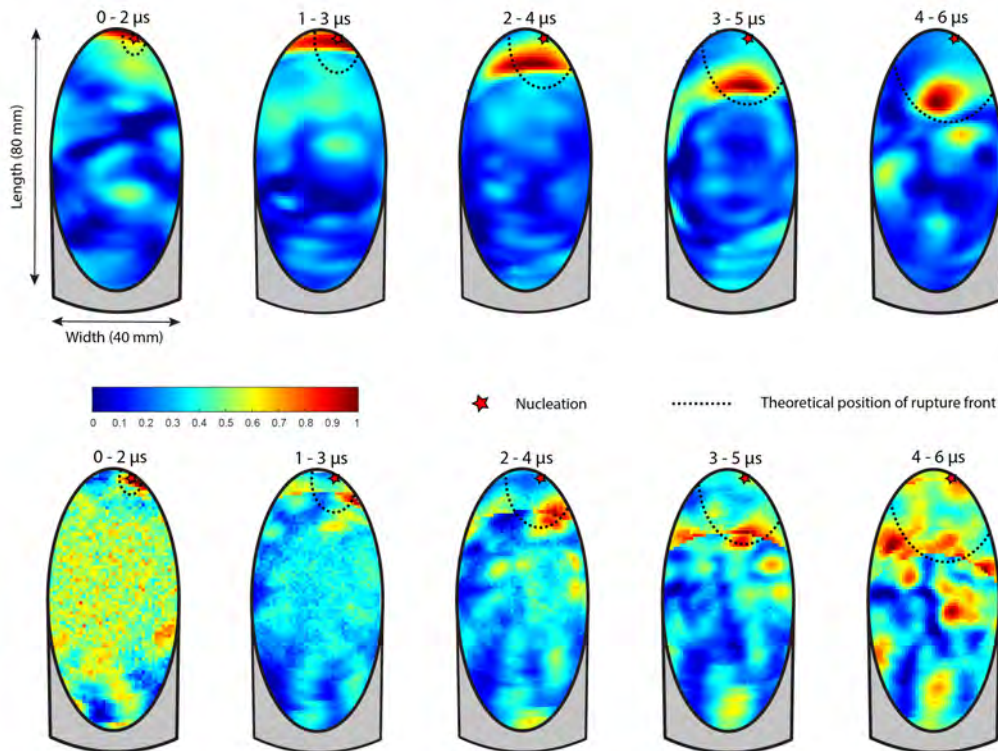 0 - 2 µs
1 - 3 µs
2 - 4 µs
3 - 5 µs
4 - 6 µs
Length (80 mm)
Width (40 mm)
0 0.1 0.2 0.3 0.4 0.5 0.6 0.7 0.8 0.9 1
Nucleation
Theoretical position of rupture front
0 - 2 µs
1 - 3 µs
2 - 4 µs
3 - 5 µs
4 - 6 µs